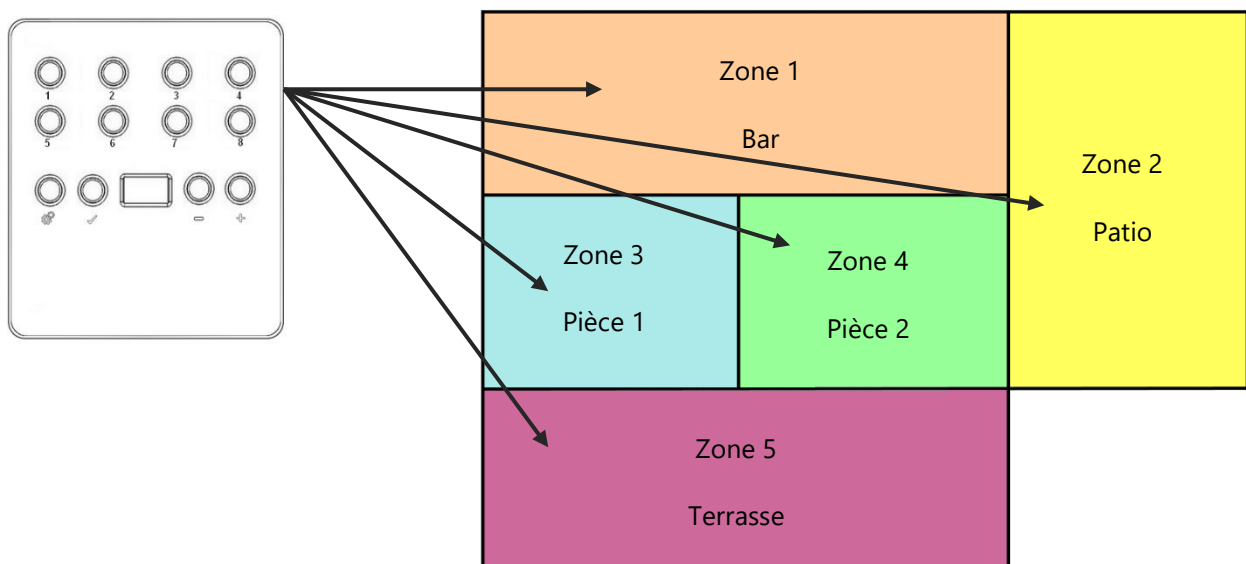 1 2 3 4
5 6 7 8
Zone 1
Bar
Zone 2
Patio
Zone 3
Pièce 1
Zone 4
Pièce 2
Zone 5
Terrasse